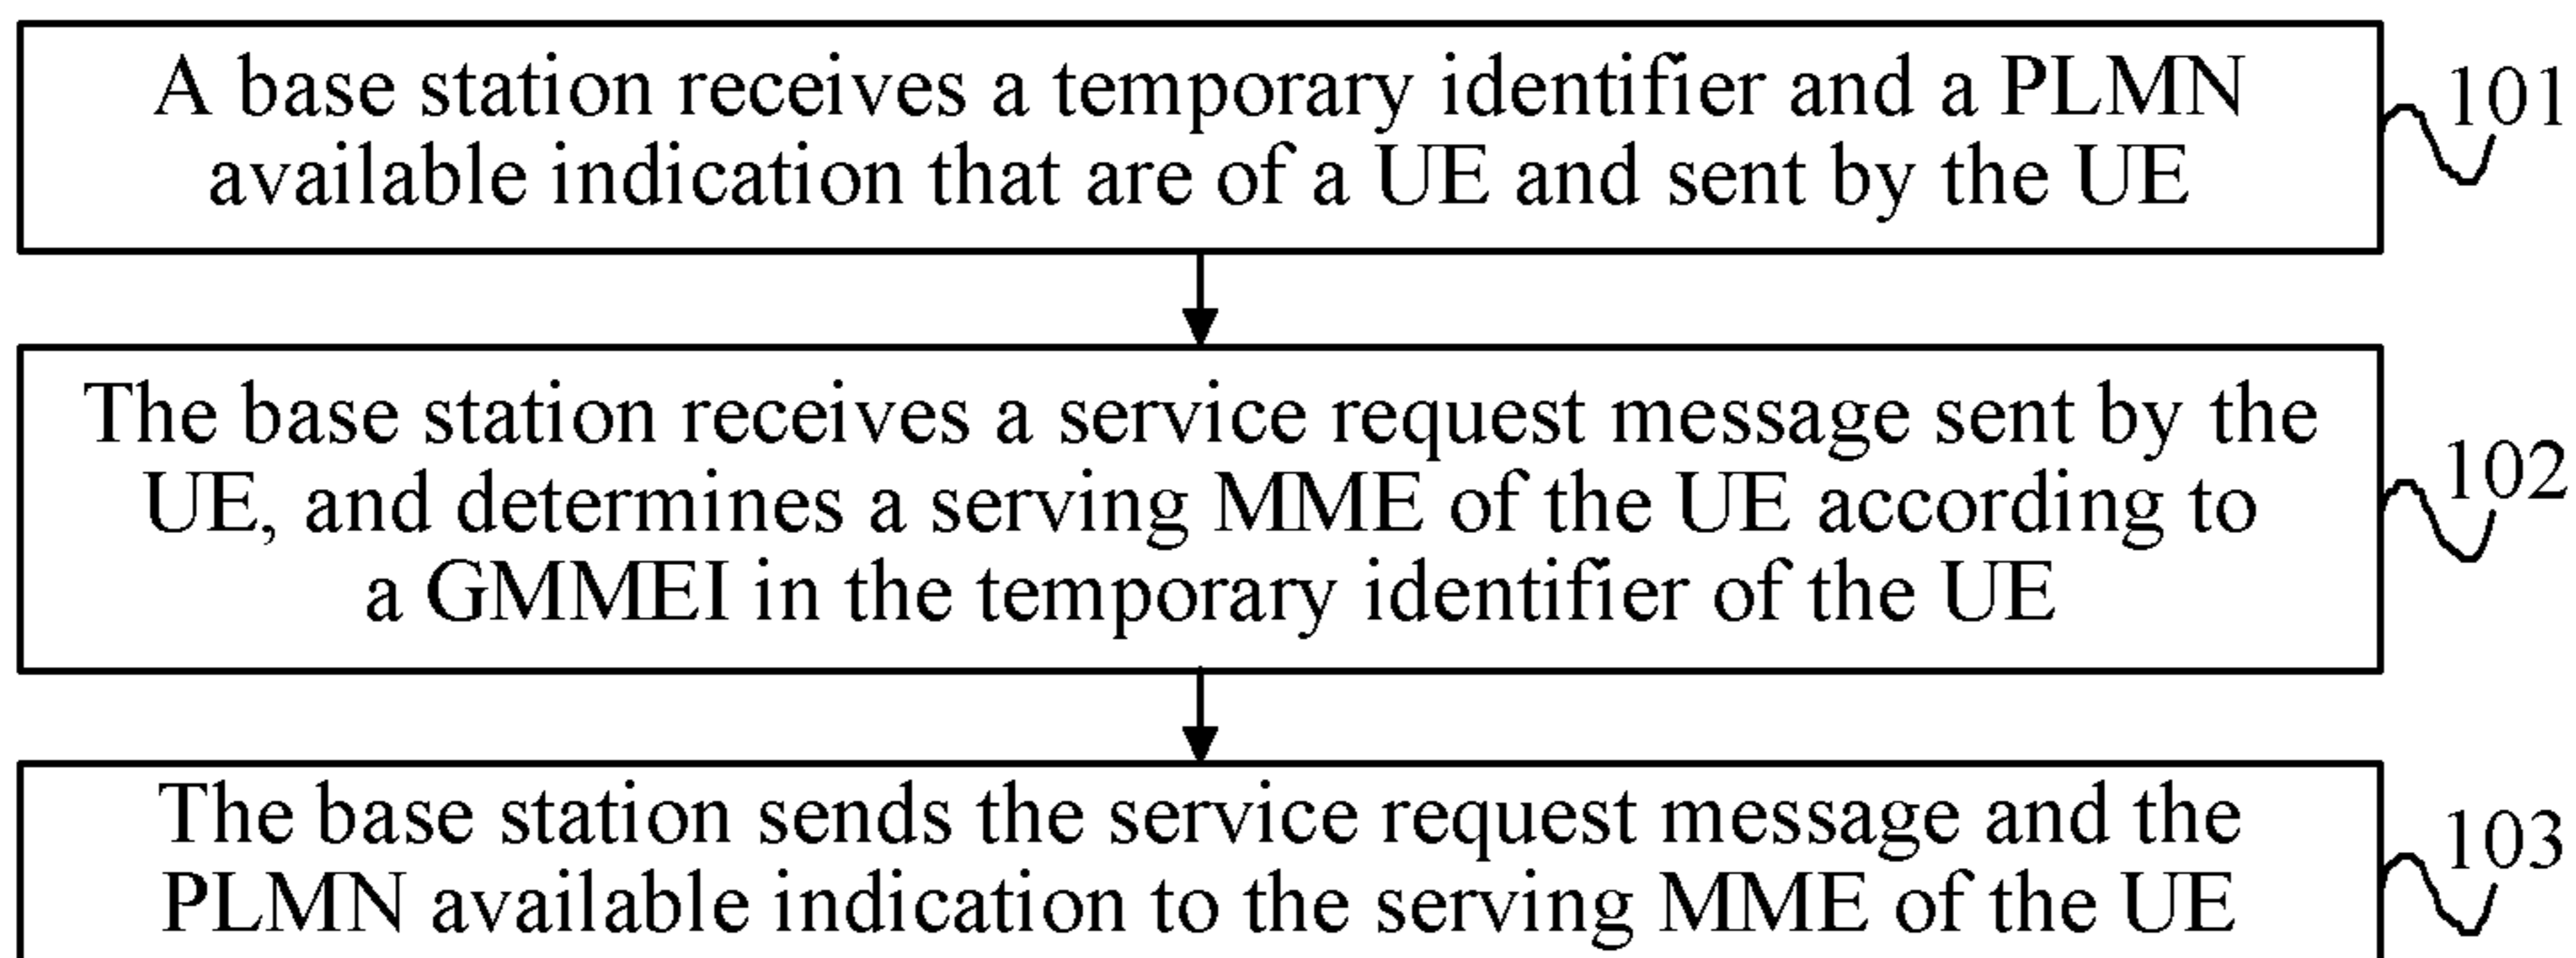 A base station receives a temporary identifier and a PLMN
available indication that are of a UE and sent by the UE
101
The base station receives a service request message sent by the
UE, and determines a serving MME of the UE according to
a GMMEI in the temporary identifier of the UE
102
The base station sends the service request message and the
PLMN available indication to the serving MME of the UE
103